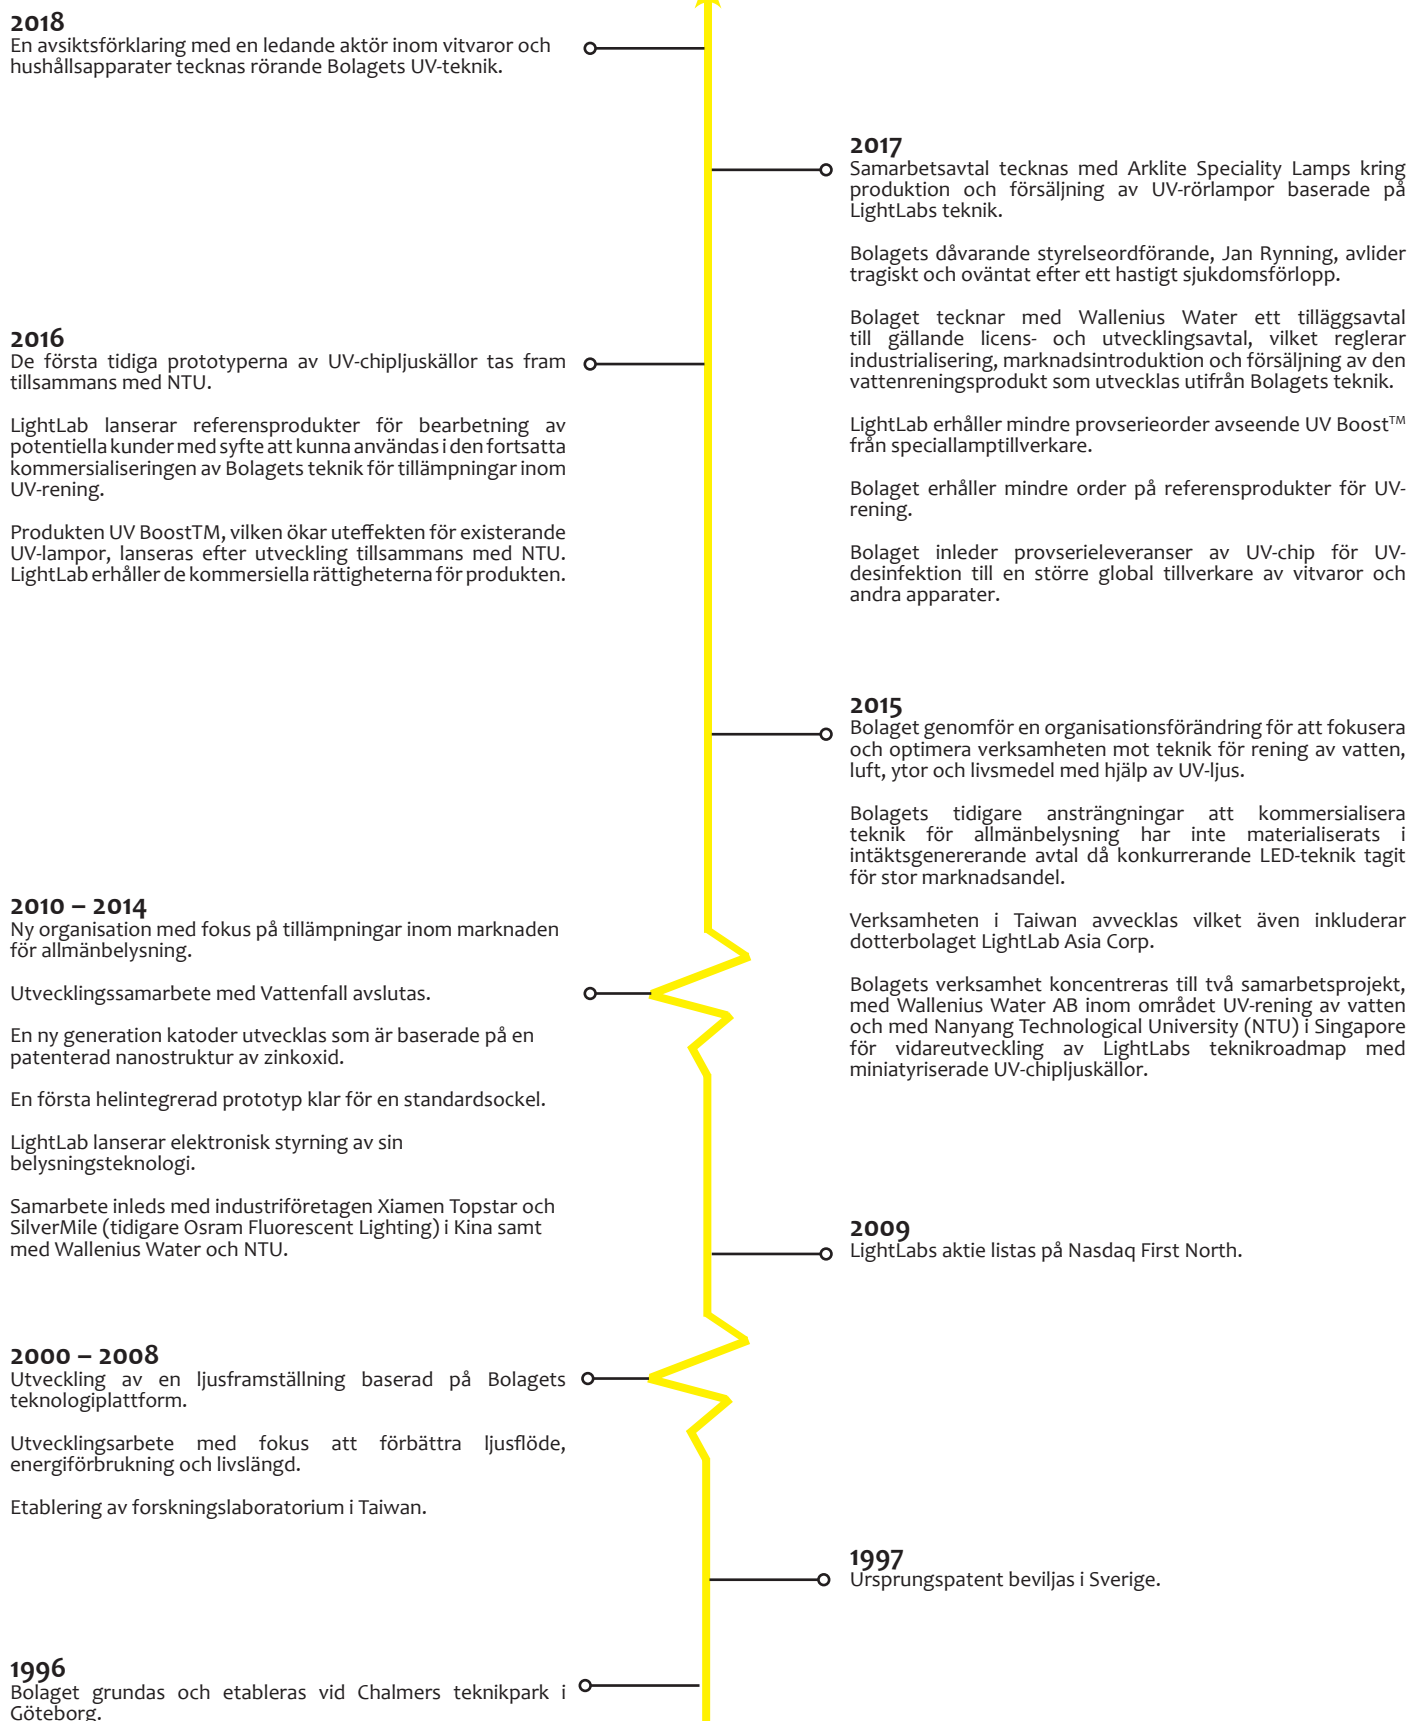 2018
En avsiktsförklaring med en ledande aktör inom vitvaror och
hushållsapparater tecknas rörande Bolagets UV-teknik.
2017
Samarbetsavtal tecknas med Arklite Speciality Lamps kring
produktion och försäljning av UV-rörlampor baserade på
LightLabs teknik.
Bolagets dåvarande styrelseordförande, Jan Rynning, avlider
tragiskt och oväntat efter ett hastigt sjukdomsförlopp.
Bolaget tecknar med Wallenius Water ett tilläggsavtal
till gällande licens- och utvecklingsavtal, vilket reglerar
industrialisering, marknadsintroduktion och försäljning av den
vattenreningsprodukt som utvecklas utifrån Bolagets teknik.
LightLab erhåller mindre provserieorder avseende UV Boost™
från speciallamptillverkare.
Bolaget erhåller mindre order på referensprodukter för UV-
rening.
Bolaget inleder provserieleveranser av UV-chip för UV-
desinfektion till en större global tillverkare av vitvaror och
andra apparater.
2016
De första tidiga prototyperna av UV-chipljuskällor tas fram
tillsammans med NTU.
LightLab lanserar referensprodukter för bearbetning av
potentiella kunder med syfte att kunna användas i den fortsatta
kommersialiseringen av Bolagets teknik för tillämpningar inom
UV-rening.
Produkten UV BoostTM, vilken ökar uteffekten för existerande
UV-lampor, lanseras efter utveckling tillsammans med NTU.
LightLab erhåller de kommersiella rättigheterna för produkten.
2015
Bolaget genomför en organisationsförändring för att fokusera
och optimera verksamheten mot teknik för rening av vatten,
luft, ytor och livsmedel med hjälp av UV-ljus.
Bolagets tidigare ansträngningar att kommersialisera
teknik för allmänbelysning har inte materialiserats i
intäktsgenererande avtal då konkurrerande LED-teknik tagit
för stor marknadsandel.
Verksamheten i Taiwan avvecklas vilket även inkluderar
dotterbolaget LightLab Asia Corp.
Bolagets verksamhet koncentreras till två samarbetsprojekt,
med Wallenius Water AB inom området UV-rening av vatten
och med Nanyang Technological University (NTU) i Singapore
för vidareutveckling av LightLabs teknikroadmap med
miniatyriserade UV-chipljuskällor.
2010 – 2014
Ny organisation med fokus på tillämpningar inom marknaden
för allmänbelysning.
Utvecklingssamarbete med Vattenfall avslutas.
En ny generation katoder utvecklas som är baserade på en
patenterad nanostruktur av zinkoxid.
En första helintegrerad prototyp klar för en standardsockel.
LightLab lanserar elektronisk styrning av sin
belysningsteknologi.
Samarbete inleds med industriföretagen Xiamen Topstar och
SilverMile (tidigare Osram Fluorescent Lighting) i Kina samt
med Wallenius Water och NTU.
2009
LightLabs aktie listas på Nasdaq First North.
2000 – 2008
Utveckling av en ljusframställning baserad på Bolagets
teknologiplattform.
Utvecklingsarbete med fokus att förbättra ljusflöde,
energiförbrukning och livslängd.
Etablering av forskningslaboratorium i Taiwan.
1997
Ursprungspatent beviljas i Sverige.
1996
Bolaget grundas och etableras vid Chalmers teknikpark i
Göteborg.